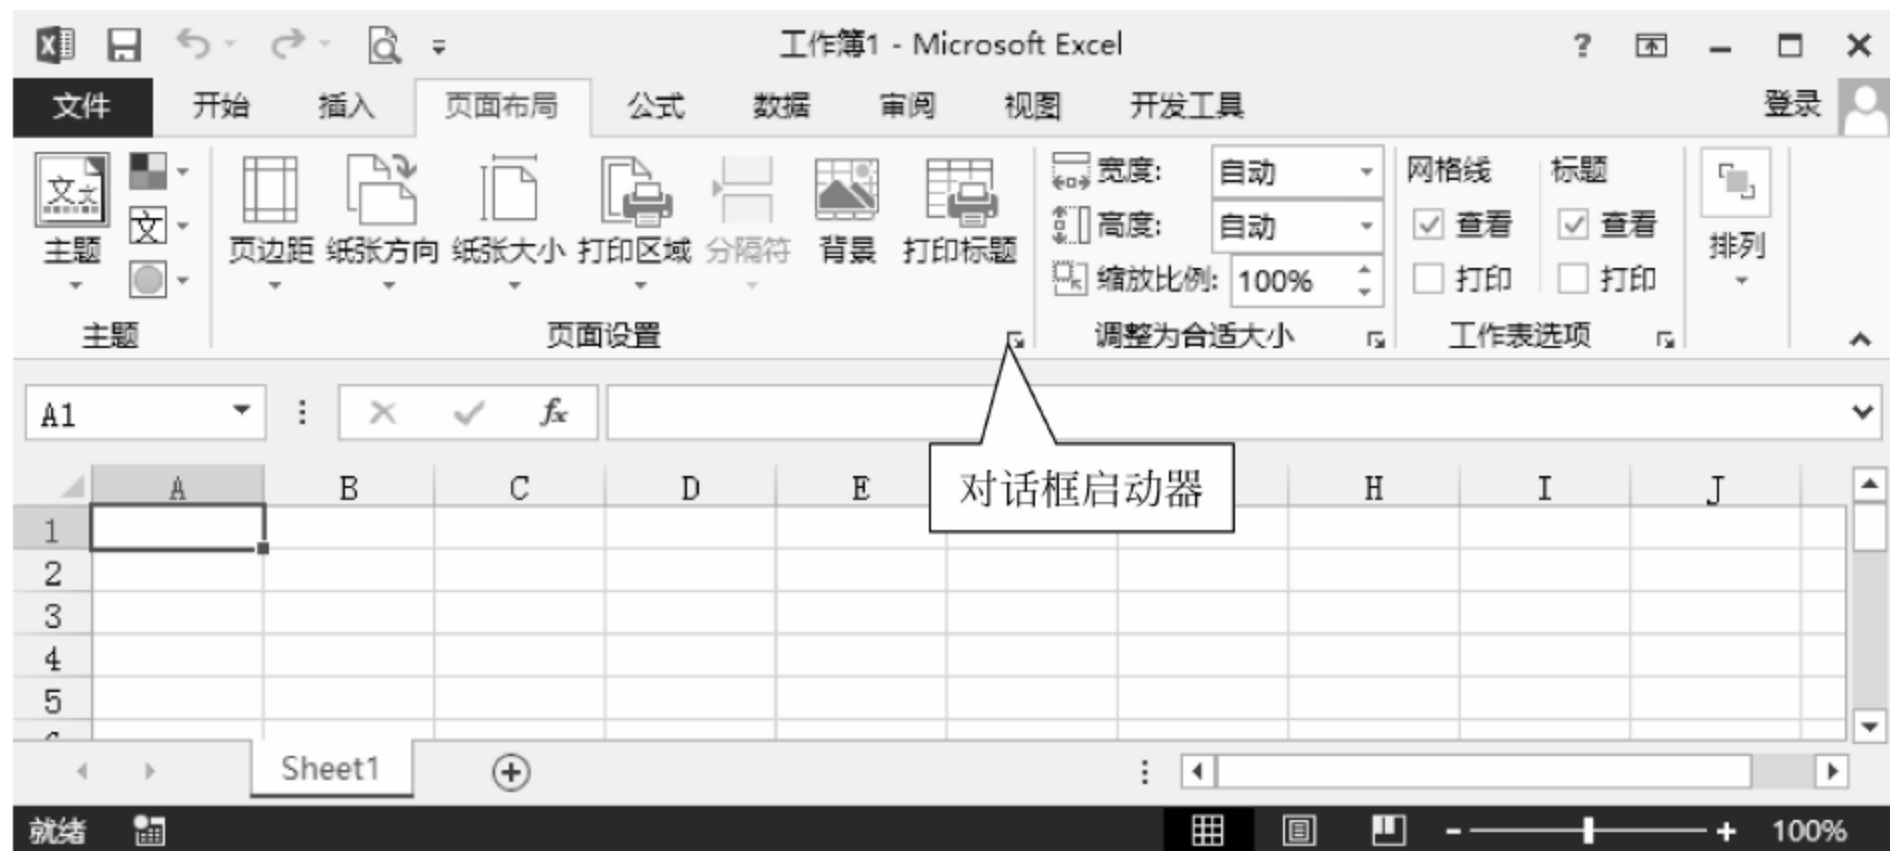 工作簿1 - Microsoft Excel ?
文件 开始 插入 页面布局 公式 数据 审阅 视图 开发工具 登录
文文 宽度: 自动 网格线 标题
文 高度: 自动 查看 查看
主题 页边距 纸张方向 纸张大小 打印区域 分隔符 背景 打印标题 排列
缩放比例: 100% 打印 打印
主题 页面设置 调整为合适大小 工作表选项
A1 fx
对话框启动器
A B C D E H I J
1
2
3
4
5
Sheet1
就绪 100%